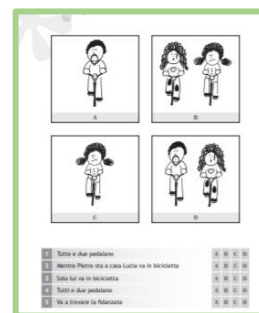 A B
C D
1 Tutte e due pedalano A B C D
2 Mentre Pietro sta a casa Lucia va in bicicletta A B C D
3 Solo lui va in bicicletta A B C D
4 Tutti e due pedalano A B C D
5 Va a trovare la fidanzata A B C D